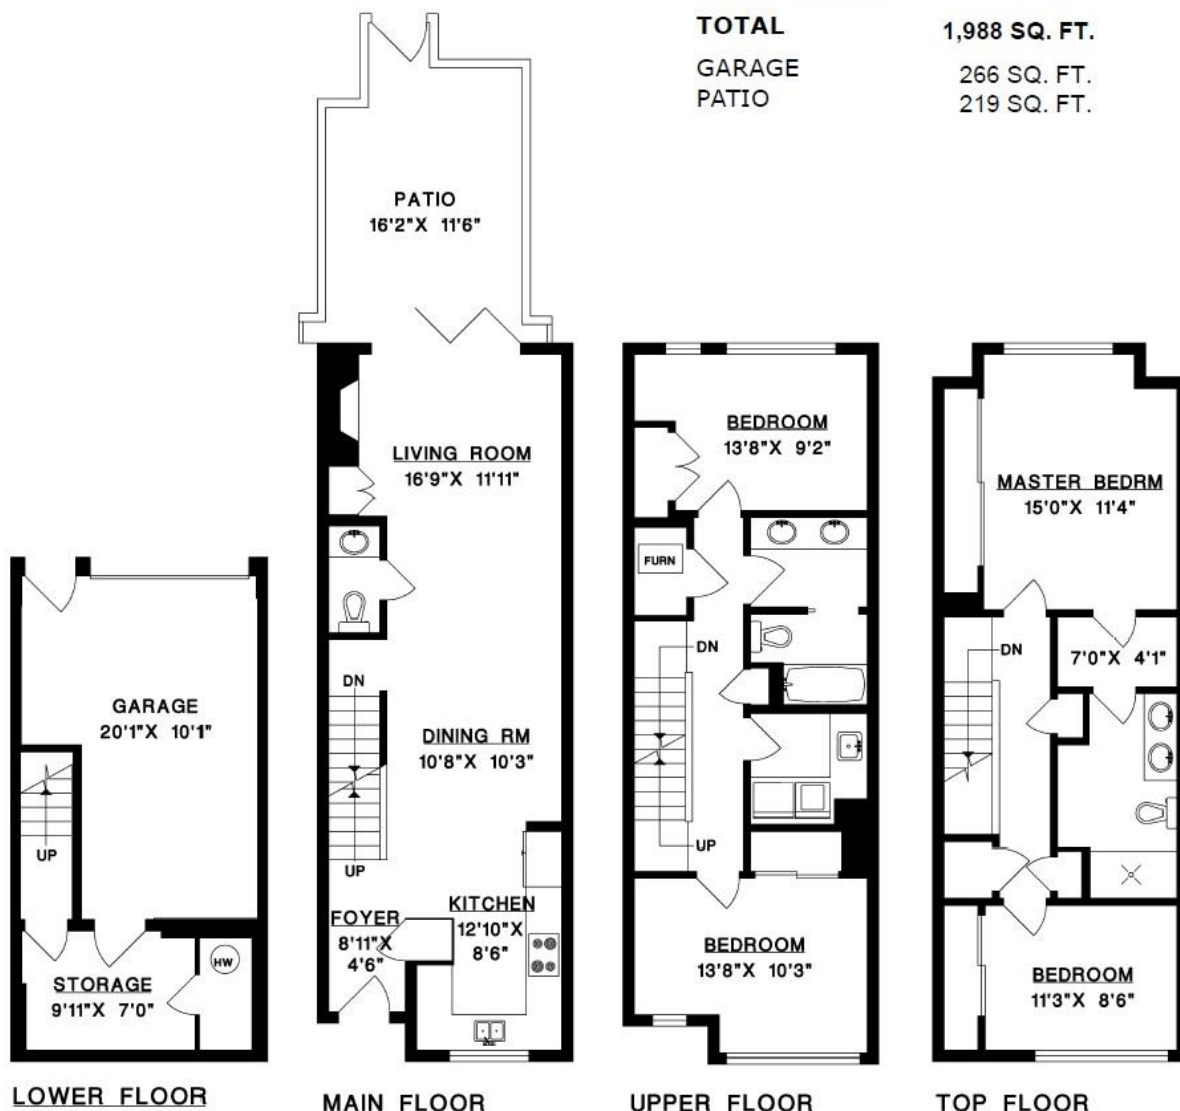 TOTAL 1,988 SQ. FT.
GARAGE 266 SQ. FT.
PATIO 219 SQ. FT.
PATIO
16'2"X 11'6"
LIVING ROOM
16'9"X 11'11"
DN
DINING RM
10'8"X 10'3"
UP
KITCHEN
12'10"X
8'6"
FOYER
8'11"X
4'6"
MAIN FLOOR
GARAGE
20'1"X 10'1"
UP
STORAGE
9'11"X 7'0"
HW
LOWER FLOOR
BEDROOM
13'8"X 9'2"
FURN
DN
UP
BEDROOM
13'8"X 10'3"
UPPER FLOOR
MASTER BEDRM
15'0"X 11'4"
DN
7'0"X 4'1"
BEDROOM
11'3"X 8'6"
TOP FLOOR